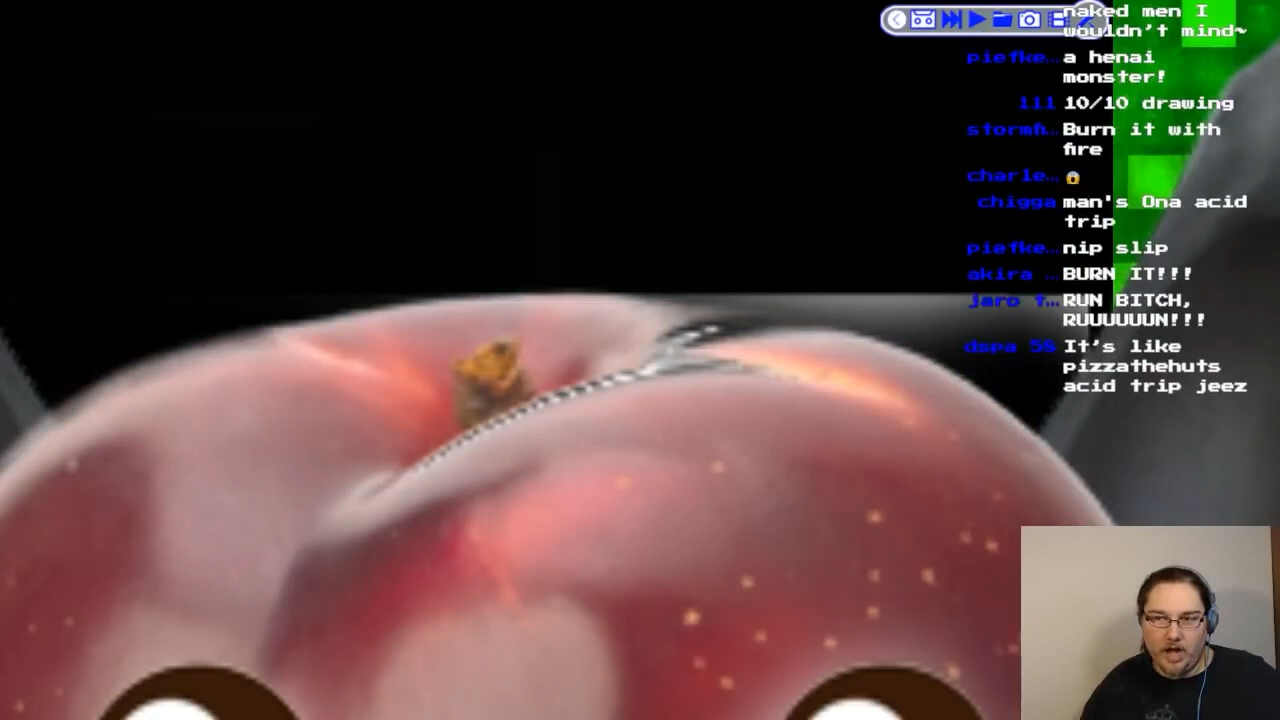 naked men I
wouldn't mind~
piefke… a henai
monster!
lll 10/10 drawing
stormfi… Burn it with
fire
charle… 😱
chigga man's Ona acid
trip
piefke… nip slip
akira … BURN IT!!!
jaro t… RUN BITCH,
RUUUUUUN!!!
dspa 58 It's like
pizzathehuts
acid trip jeez